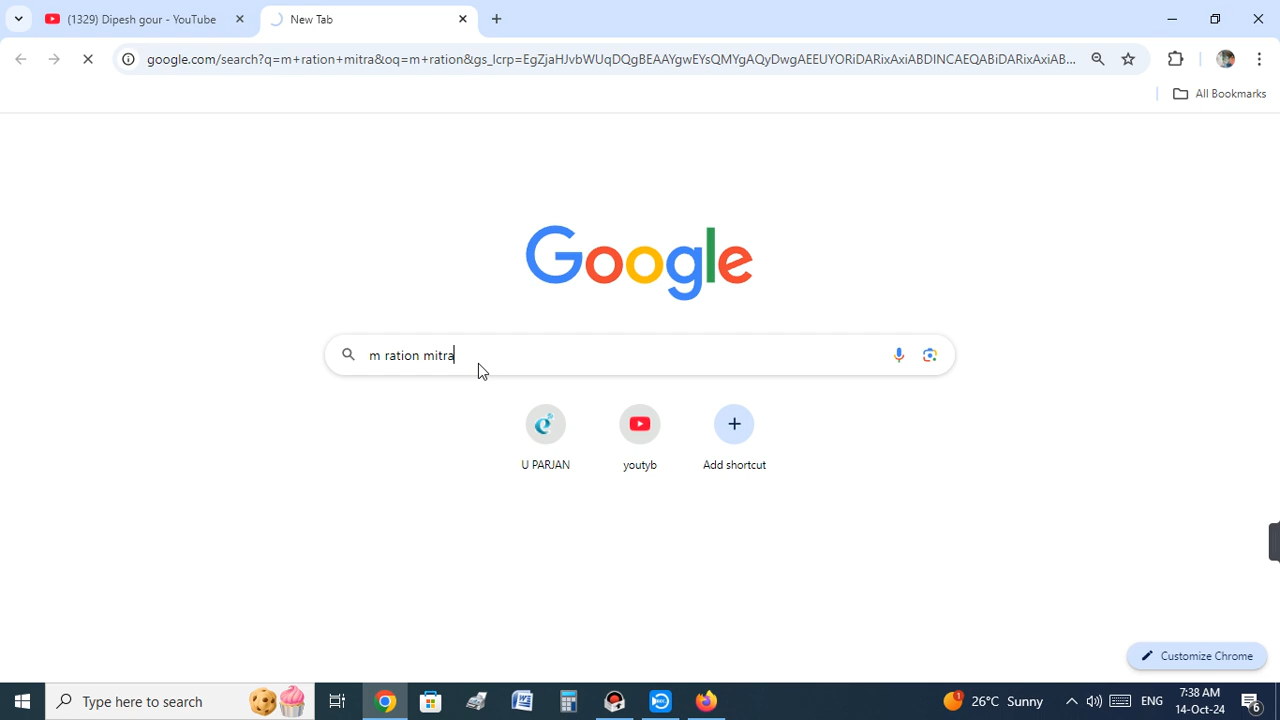 (1329) Dipesh gour - YouTube
New Tab
google.com/search?q=m+ration+mitra&oq=m+ration&gs_lcrp=EgZjaHJvbWUqDQgBEAAYgwEYsQMYgAQyDwgAEEUYORiDARixAxiABDINCAEQABiDARixAxiAB...
All Bookmarks
Google
m ration mitra
U PARJAN
youtyb
Add shortcut
Customize Chrome
Type here to search
1
26°C Sunny
ENG
7:38 AM
14-Oct-24
6